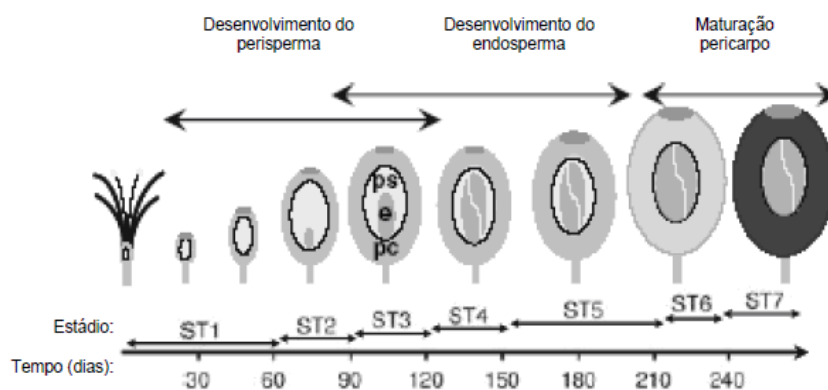 Desenvolvimento do
perisperma
Desenvolvimento do
endosperma
Maturação
pericarpo
ps
e
pc
Estádio:
ST1
ST2
ST3
ST4
ST5
ST6
ST7
Tempo (dias):
30
60
90
120
150
180
210
240